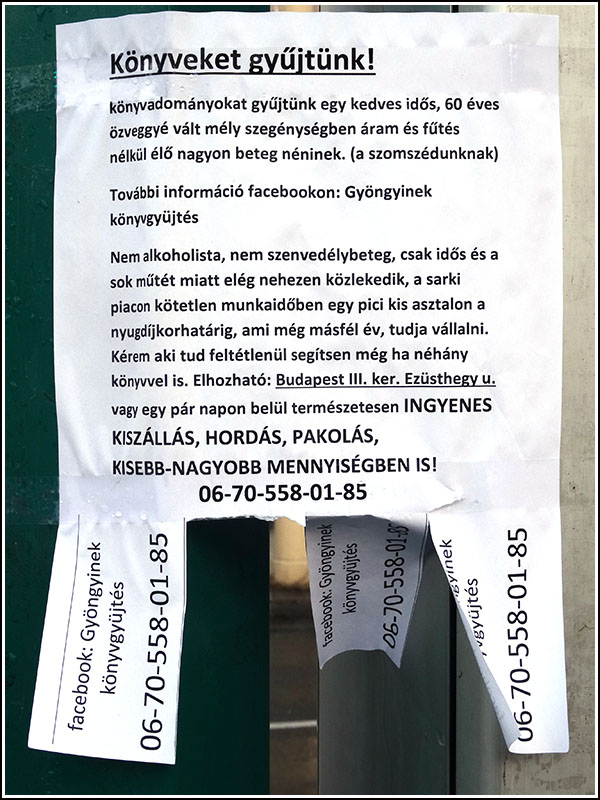 Könyveket gyűjtünk!
könyvadományokat gyűjtünk egy kedves idős, 60 éves
özveggyé vált mély szegénységben áram és fűtés
nélkül élő nagyon beteg néninek. (a szomszédunknak)
További információ facebookon: Gyöngyinek
könyvgyüjtés
Nem alkoholista, nem szenvedélybeteg, csak idős és a
sok műtét miatt elég nehezen közlekedik, a sarki
piacon kötetlen munkaidőben egy pici kis asztalon a
nyugdíjkorhatárig, ami még másfél év, tudja vállalni.
Kérem aki tud feltétlenül segítsen még ha néhány
könyvvel is. Elhozható: Budapest III. ker. Ezüsthegy u.
vagy egy pár napon belül természetesen INGYENES
KISZÁLLÁS, HORDÁS, PAKOLÁS,
KISEBB-NAGYOBB MENNYISÉGBEN IS!
06-70-558-01-85
facebook: Gyöngyinek
könyvgyüjtés
06-70-558-01-85
facebook: Gyöngyinek
könyvgyüjtés
06-70-558-01-85
06-70-558-01-85